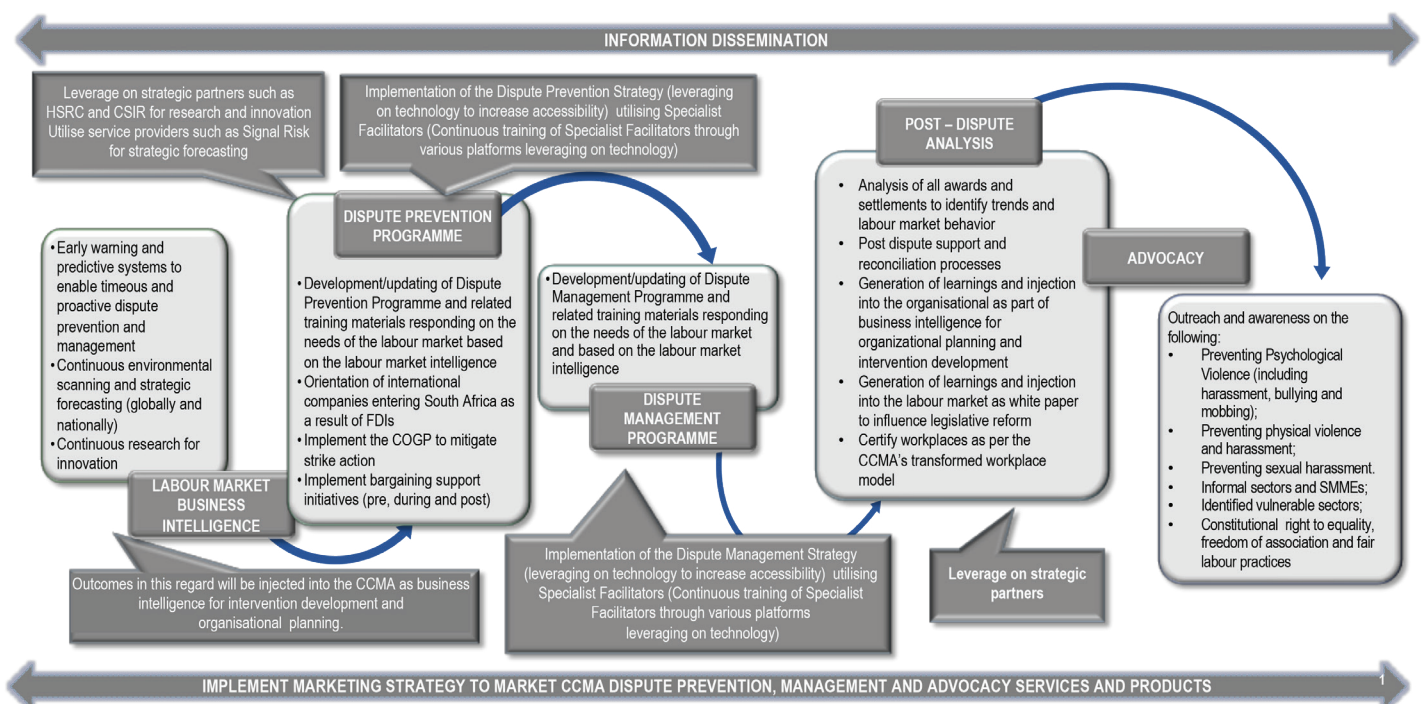 INFORMATION DISSEMINATION
Leverage on strategic partners such as
HSRC and CSIR for research and innovation
Utilise service providers such as Signal Risk
for strategic forecasting
Implementation of the Dispute Prevention Strategy (leveraging
on technology to increase accessibility) utilising Specialist
Facilitators (Continuous training of Specialist Facilitators through
various platforms leveraging on technology)
• Early warning and
predictive systems to
enable timeous and
proactive dispute
prevention and
management
• Continuous environmental
scanning and strategic
forecasting (globally and
nationally)
• Continuous research for
innovation
LABOUR MARKET
BUSINESS
INTELLIGENCE
Outcomes in this regard will be injected into the CCMA as business
intelligence for intervention development and
organisational planning.
DISPUTE PREVENTION
PROGRAMME
• Development/updating of Dispute
Prevention Programme and related
training materials responding on the
needs of the labour market based
on the labour market intelligence
• Orientation of international
companies entering South Africa as
a result of FDIs
• Implement the COGP to mitigate
strike action
• Implement bargaining support
initiatives (pre, during and post)
• Development/updating of Dispute
Management Programme and
related training materials responding
on the needs of the labour market
and based on the labour market
intelligence
DISPUTE
MANAGEMENT
PROGRAMME
Implementation of the Dispute Management Strategy
(leveraging on technology to increase accessibility) utilising
Specialist Facilitators (Continuous training of Specialist
Facilitators through various platforms
leveraging on technology)
POST – DISPUTE
ANALYSIS
• Analysis of all awards and
settlements to identify trends and
labour market behavior
• Post dispute support and
reconciliation processes
• Generation of learnings and injection
into the organisational as part of
business intelligence for
organizational planning and
intervention development
• Generation of learnings and injection
into the labour market as white paper
to influence legislative reform
• Certify workplaces as per the
CCMA's transformed workplace
model
Leverage on strategic
partners
ADVOCACY
Outreach and awareness on the
following:
• Preventing Psychological
Violence (including
harassment, bullying and
mobbing);
• Preventing physical violence
and harassment;
• Preventing sexual harassment.
• Informal sectors and SMMEs;
• Identified vulnerable sectors;
• Constitutional right to equality,
freedom of association and fair
labour practices
IMPLEMENT MARKETING STRATEGY TO MARKET CCMA DISPUTE PREVENTION, MANAGEMENT AND ADVOCACY SERVICES AND PRODUCTS
1